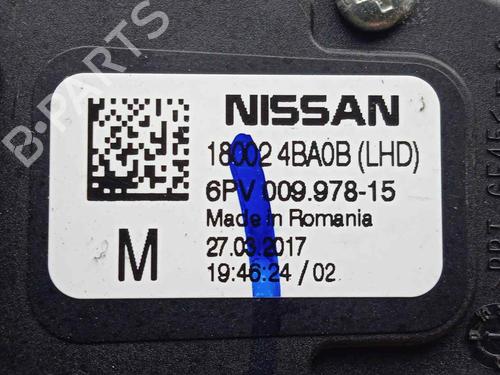 B-PARTS
NISSAN
18002 4BA0B (LHD)
6PV 009.978-15
Made in Romania
27.03.2017
19:46:24 / 02
M